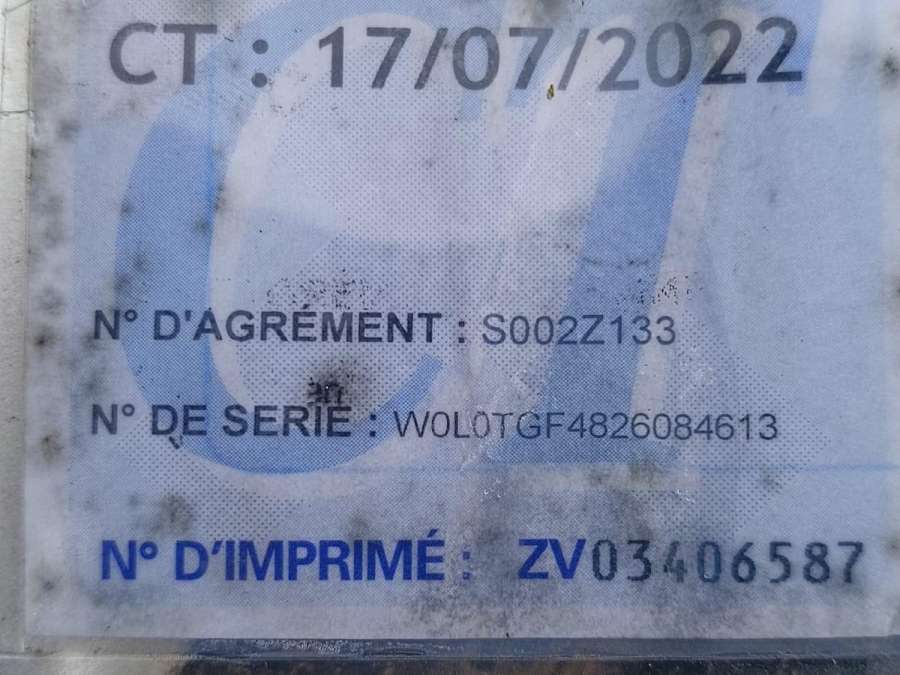 CT : 17/07/2022
N° D'AGRÉMENT : S002Z133
N° DE SERIE : W0L0TGF4826084613
N° D'IMPRIMÉ : ZV03406587